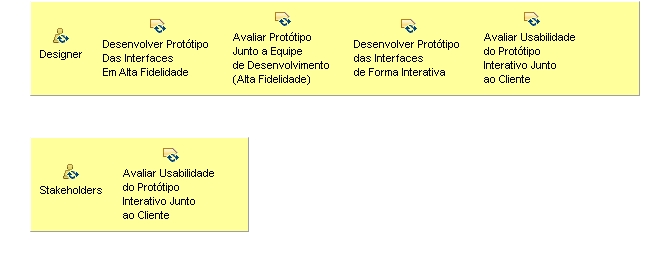 Designer
Desenvolver Protótipo
Das Interfaces
Em Alta Fidelidade
Avaliar Protótipo
Junto a Equipe
de Desenvolvimento
(Alta Fidelidade)
Desenvolver Protótipo
das Interfaces
de Forma Interativa
Avaliar Usabilidade
do Protótipo
Interativo Junto
ao Cliente
Stakeholders
Avaliar Usabilidade
do Protótipo
Interativo Junto
ao Cliente